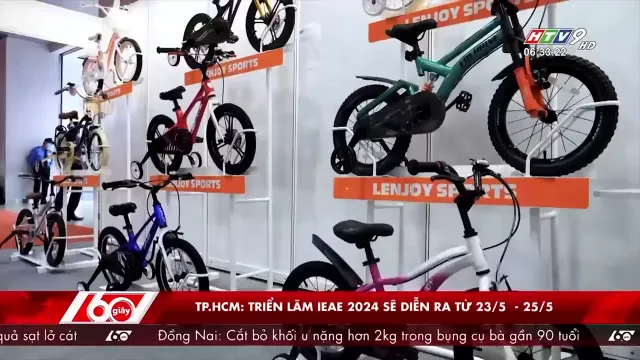 LENJOY SPORTS
HTV9 HD
06:33:22
LENJOY SPORTS
LENJOY SPORTS
LENJOY SPORTS
60 giây
TP.HCM: TRIỂN LÃM IEAE 2024 SẼ DIỄN RA TỪ 23/5 - 25/5
quả sạt lở cát
60
Đồng Nai: Cắt bỏ khối u nặng hơn 2kg trong bụng cụ bà gần 90 tuổi
60